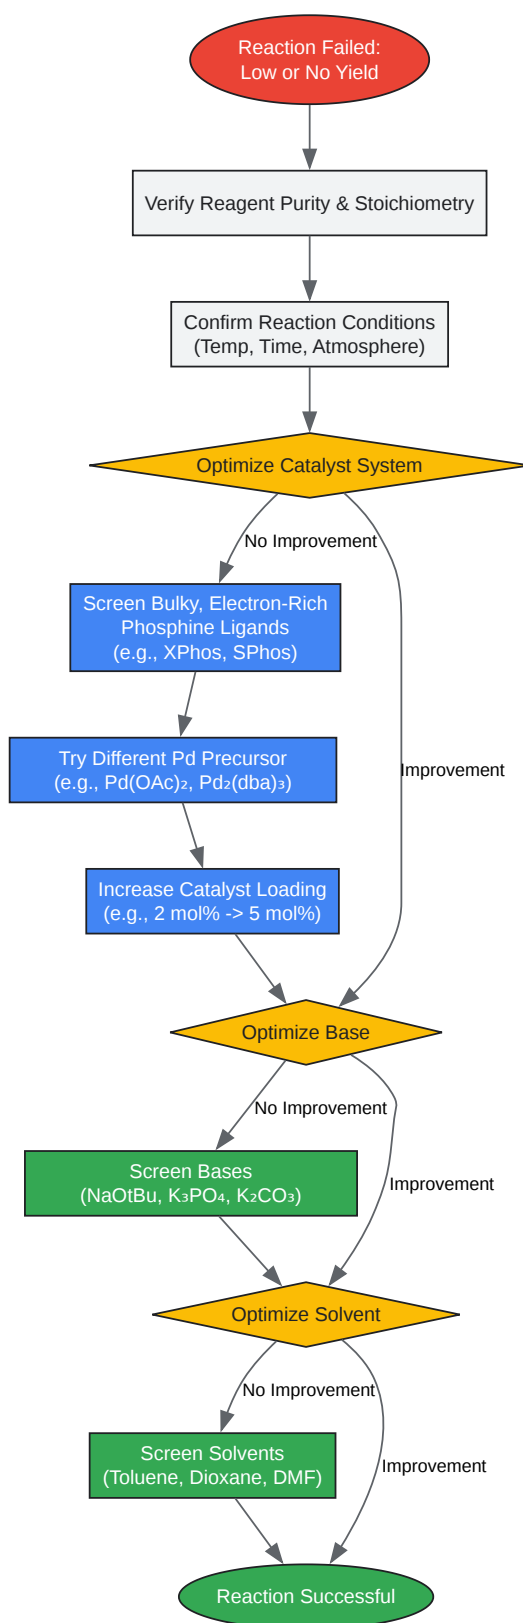 Reaction Failed:
Low or No Yield
Verify Reagent Purity & Stoichiometry
Confirm Reaction Conditions
(Temp, Time, Atmosphere)
Optimize Catalyst System
No Improvement
Screen Bulky, Electron-Rich
Phosphine Ligands
(e.g., XPhos, SPhos)
Try Different Pd Precursor
(e.g., Pd(OAc)₂, Pd₂(dba)₃)
Improvement
Increase Catalyst Loading
(e.g., 2 mol% -> 5 mol%)
Optimize Base
No Improvement
Screen Bases
(NaOtBu, K₃PO₄, K₂CO₃)
Improvement
Optimize Solvent
No Improvement
Screen Solvents
(Toluene, Dioxane, DMF)
Improvement
Reaction Successful